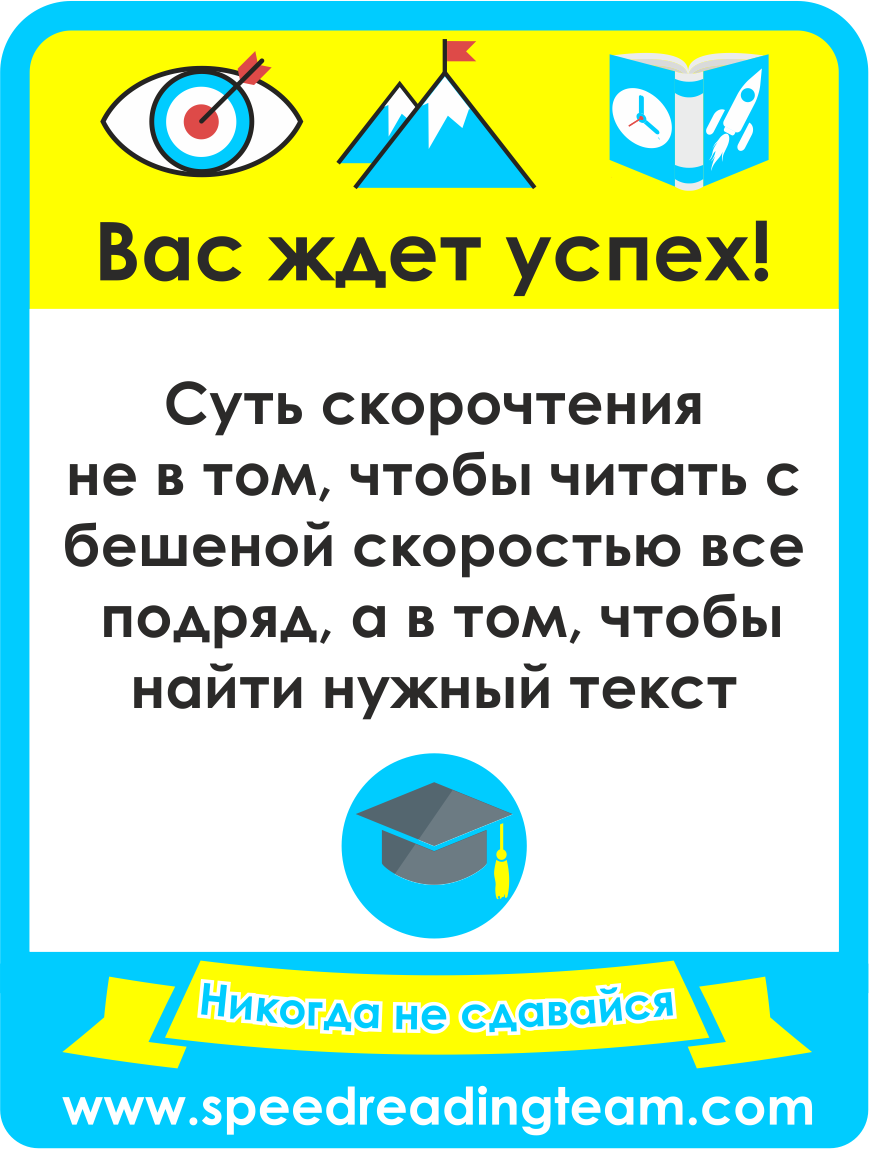 Вас ждет успех!
Суть скорочтения
не в том, чтобы читать с
бешеной скоростью все
подряд, а в том, чтобы
найти нужный текст
Никогда не сдавайся
www.speedreadingteam.com